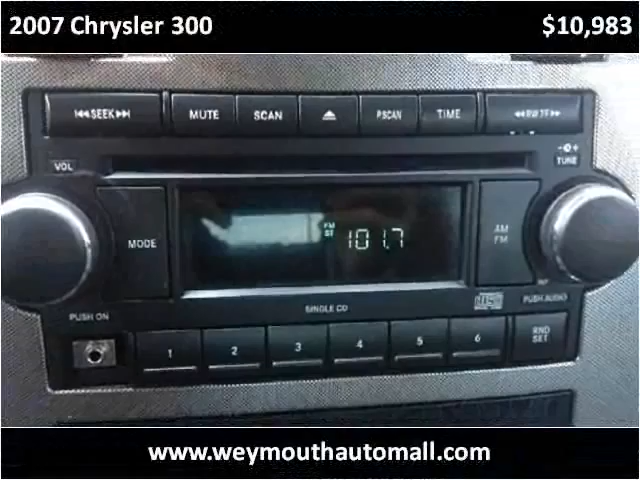 2007 Chrysler 300 $10,983
SEEK MUTE SCAN PSCAN TIME RW FF
VOL TUNE
MODE FM ST 101.7 AM FM
PUSH ON SINGLE CD PUSH AUDIO
1 2 3 4 5 6 RND SET
www.weymouthautomall.com